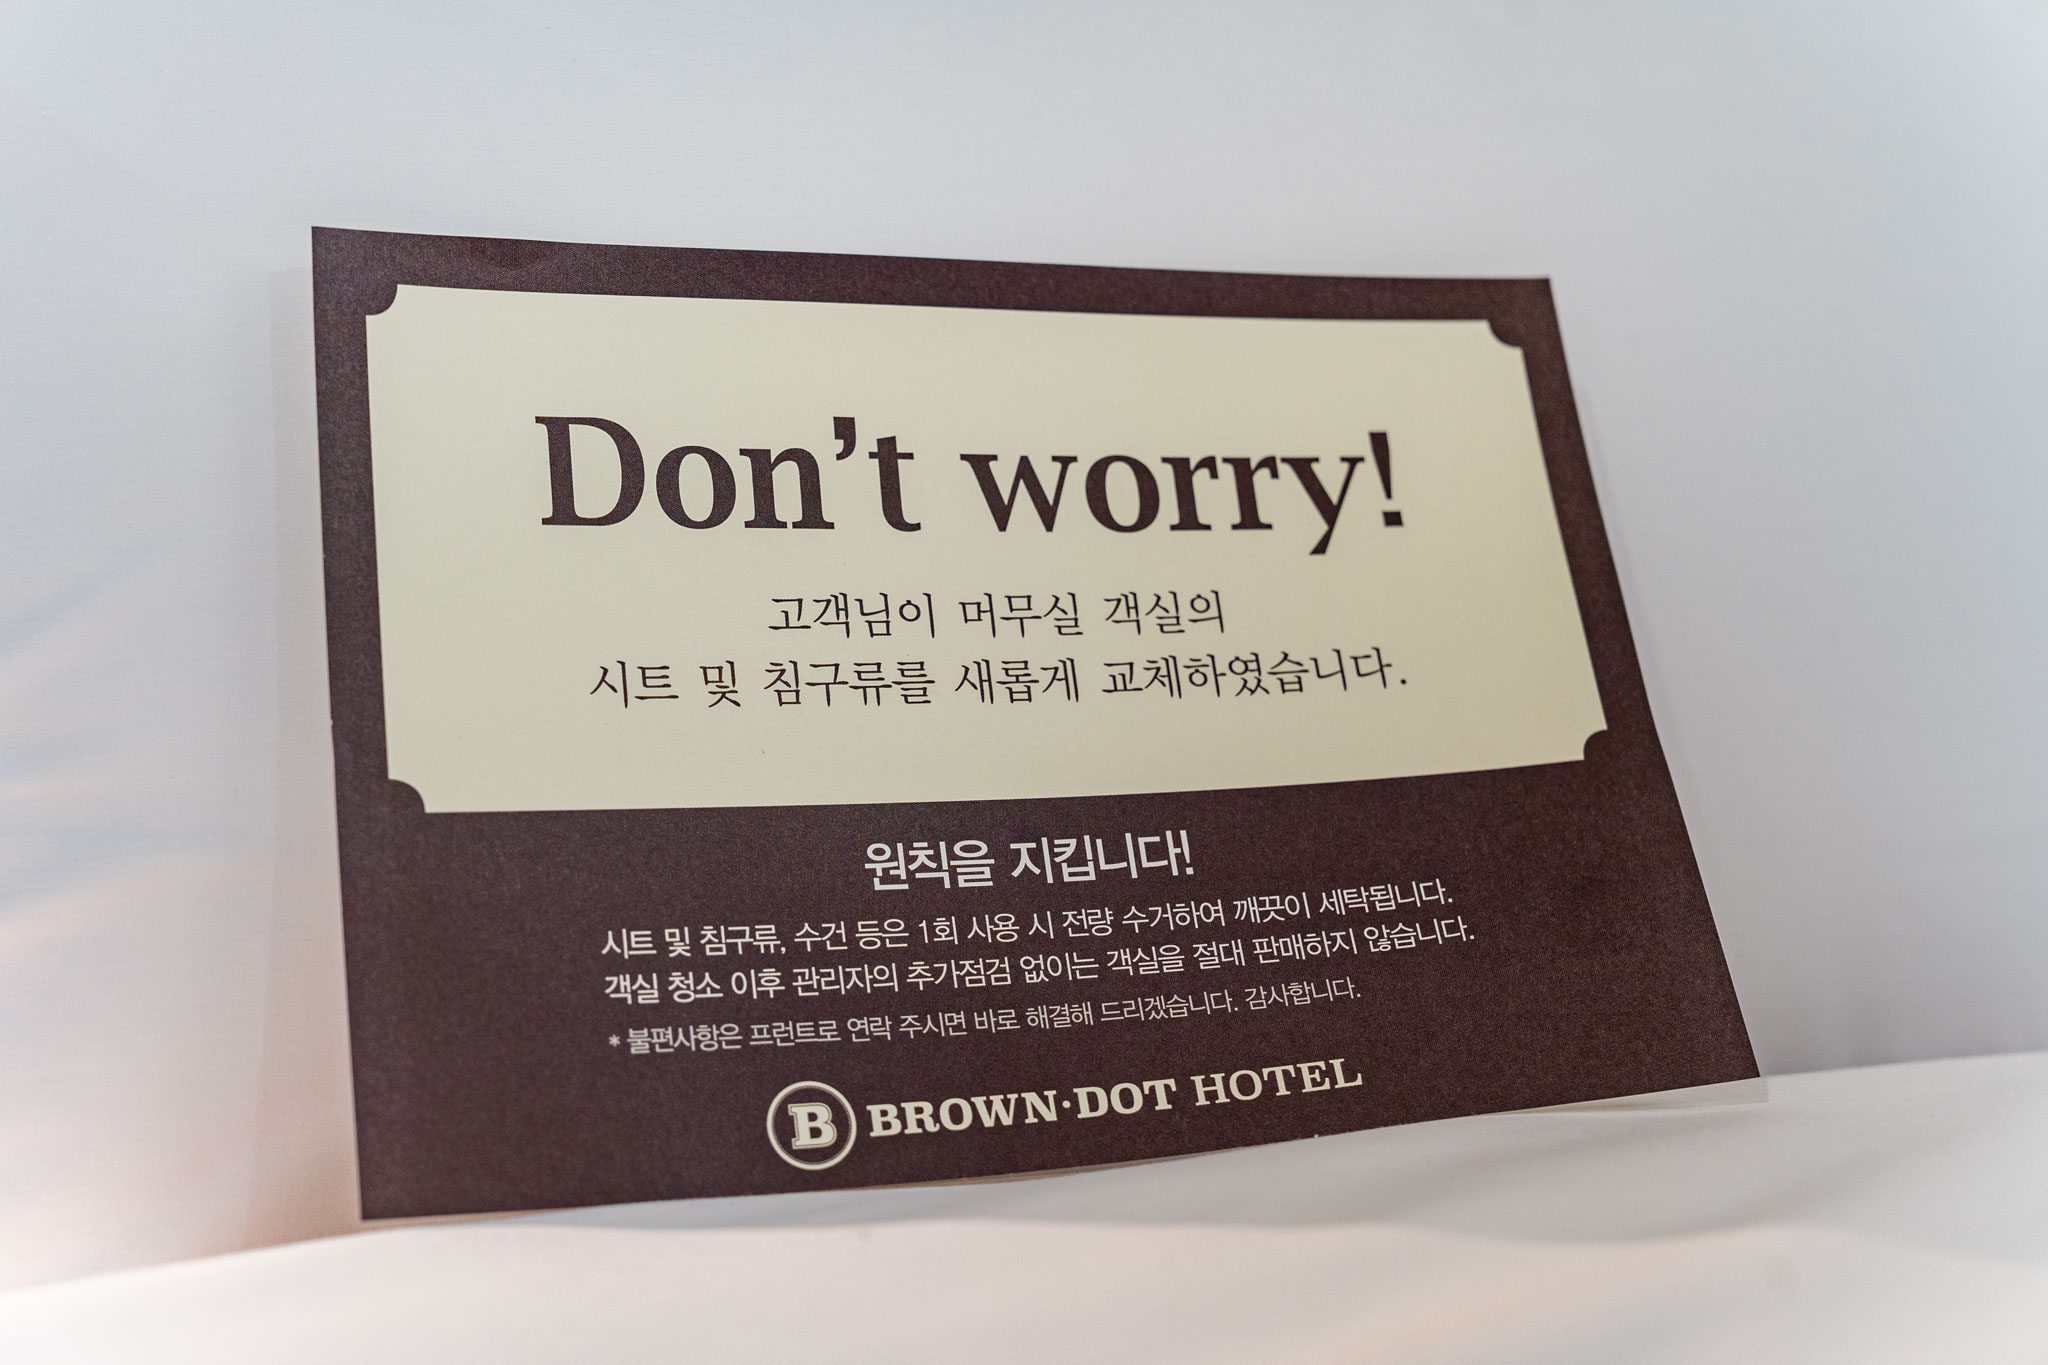 Don't worry!
고객님이 머무실 객실의
시트 및 침구류를 새롭게 교체하였습니다.
원칙을 지킵니다!
시트 및 침구류, 수건 등은 1회 사용 시 전량 수거하여 깨끗이 세탁됩니다.
객실 청소 이후 관리자의 추가점검 없이는 객실을 절대 판매하지 않습니다.
* 불편사항은 프런트로 연락 주시면 바로 해결해 드리겠습니다. 감사합니다.
B BROWN·DOT HOTEL